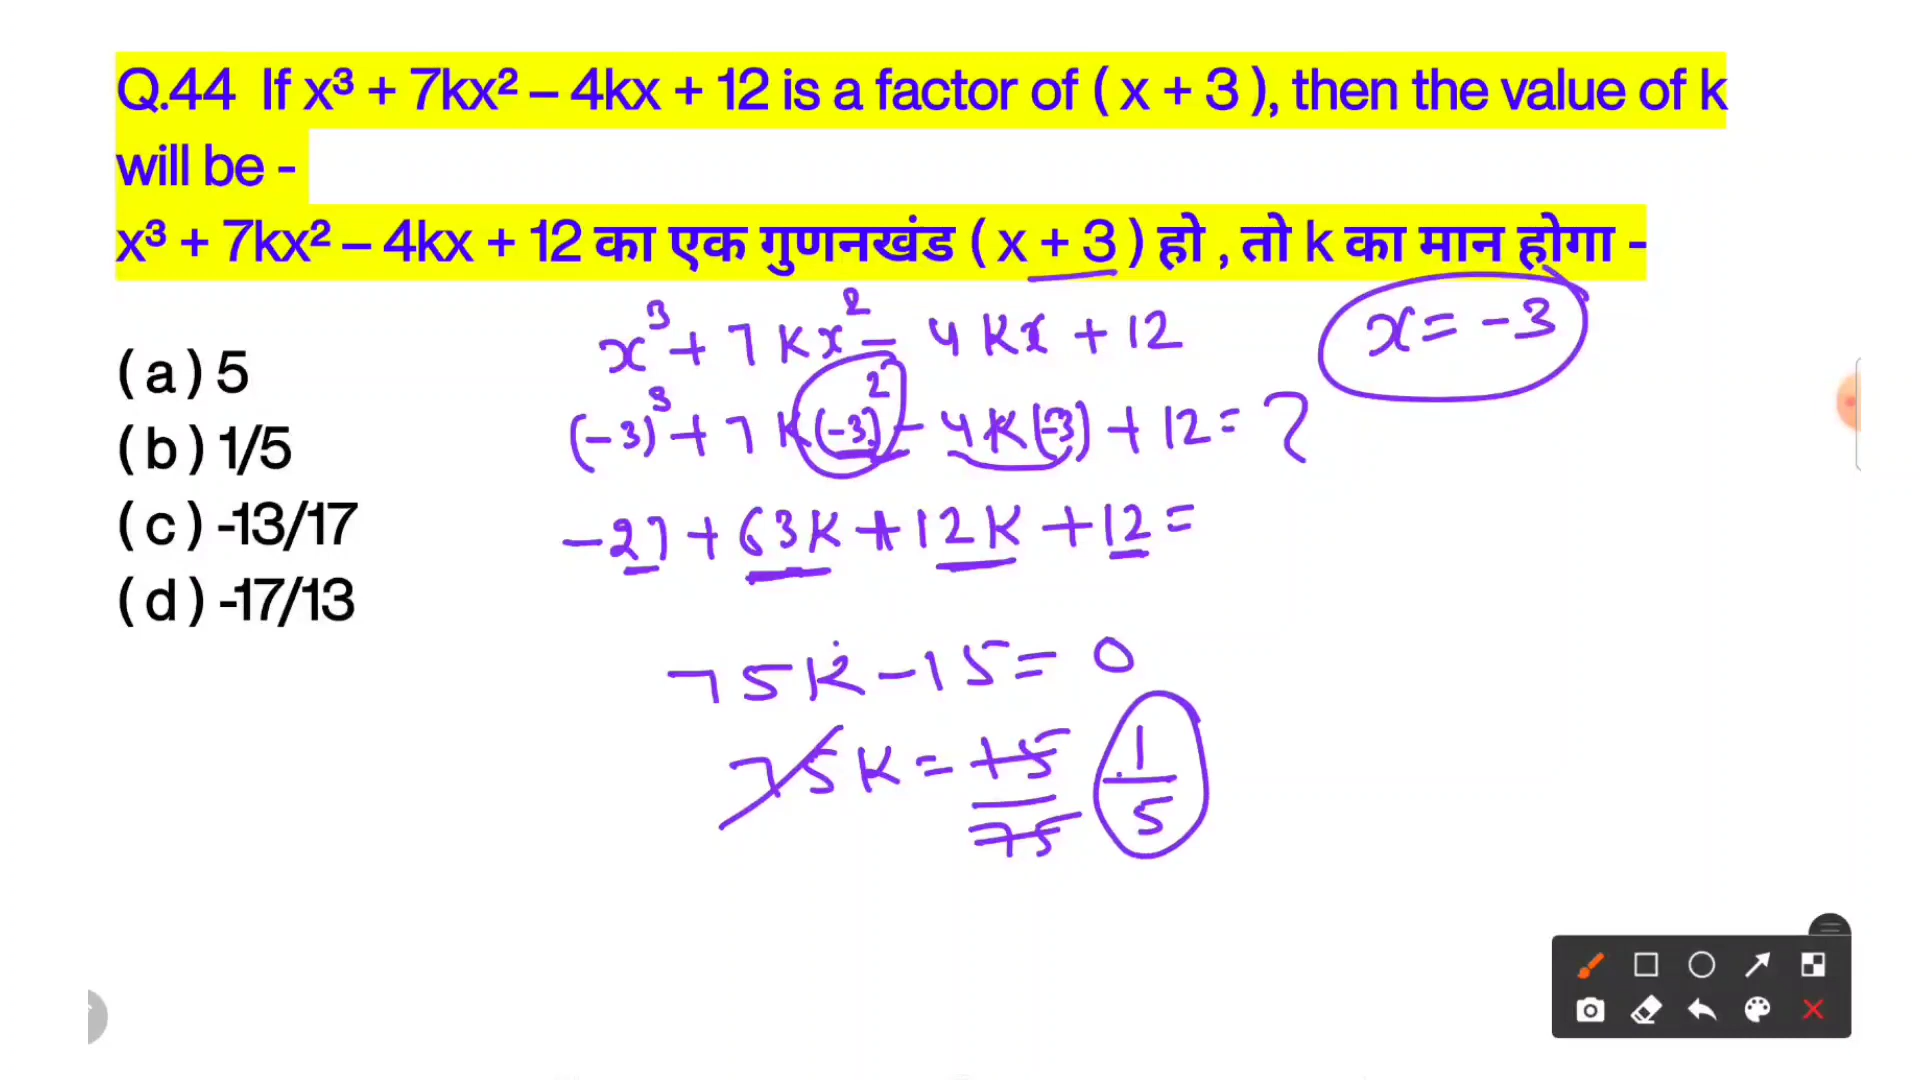 Q.44 If x³ + 7kx² – 4kx + 12 is a factor of ( x + 3 ), then the value of k
will be -
x³ + 7kx² – 4kx + 12 का एक गुणनखंड ( x + 3 ) हो , तो k का मान होगा -
( a ) 5
( b ) 1/5
( c ) -13/17
( d ) -17/13
x³ + 7kx² – 4kx + 12
x = -3
(-3)³ + 7k(-3)² - 4k(-3) + 12 = ?
-27 + 63k + 12k + 12 =
75k - 15 = 0
75k = 15/75 1/5